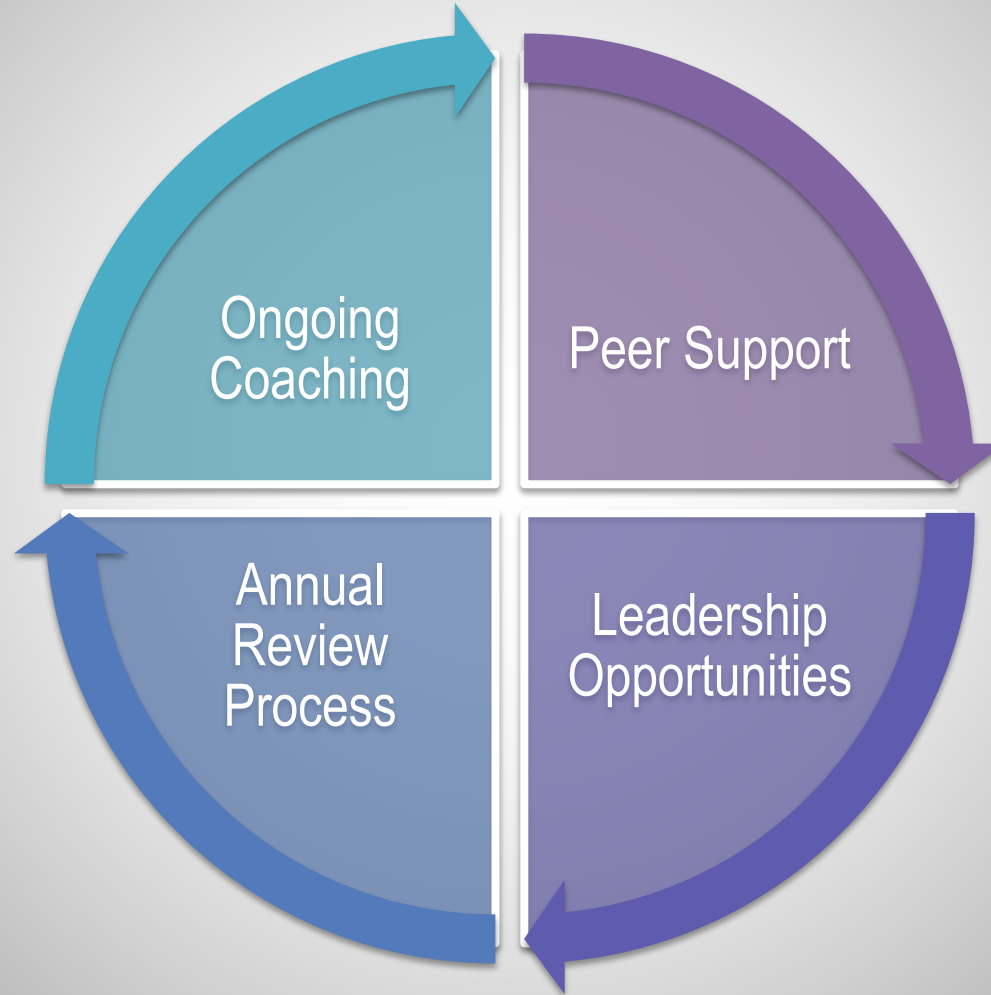 Ongoing
Coaching
Peer Support
Annual
Review
Process
Leadership
Opportunities